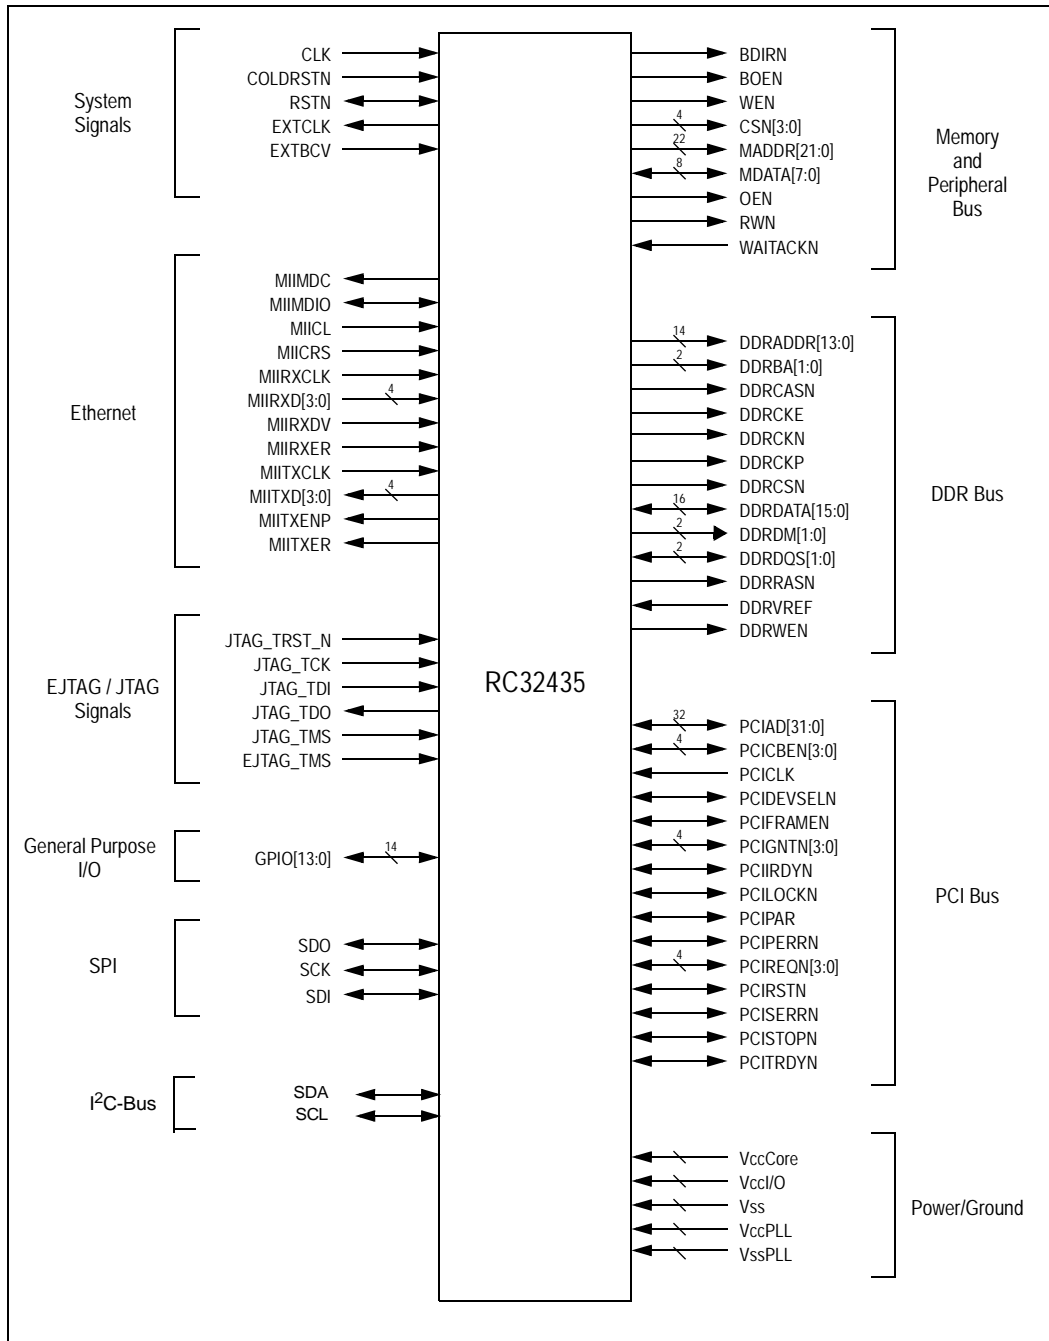 System
Signals
CLK
COLDRSTN
RSTN
EXTCLK
EXTBCV
Ethernet
MIIMDC
MIIMDIO
MIICL
MIICRS
MIIRXCLK
MIIRXD[3:0]
4
MIIRXDV
MIIRXER
MIITXCLK
MIITXD[3:0]
4
MIITXENP
MIITXER
EJTAG / JTAG
Signals
JTAG_TRST_N
JTAG_TCK
JTAG_TDI
JTAG_TDO
JTAG_TMS
EJTAG_TMS
General Purpose
I/O
GPIO[13:0]
14
SPI
SDO
SCK
SDI
I²C-Bus
SDA
SCL
RC32435
BDIRN
BOEN
WEN
4
CSN[3:0]
22
MADDR[21:0]
8
MDATA[7:0]
OEN
RWN
WAITACKN
Memory
and
Peripheral
Bus
14
DDRADDR[13:0]
2
DDRBA[1:0]
DDRCASN
DDRCKE
DDRCKN
DDRCKP
DDRCSN
16
DDRDATA[15:0]
2
DDRDM[1:0]
2
DDRDQS[1:0]
DDRRASN
DDRVREF
DDRWEN
DDR Bus
32
PCIAD[31:0]
4
PCICBEN[3:0]
PCICLK
PCIDEVSELN
PCIFRAMEN
4
PCIGNTN[3:0]
PCIIRDYN
PCILOCKN
PCIPAR
PCIPERRN
4
PCIREQN[3:0]
PCIRSTN
PCISERRN
PCISTOPN
PCITRDYN
PCI Bus
VccCore
VccI/O
Vss
VccPLL
VssPLL
Power/Ground